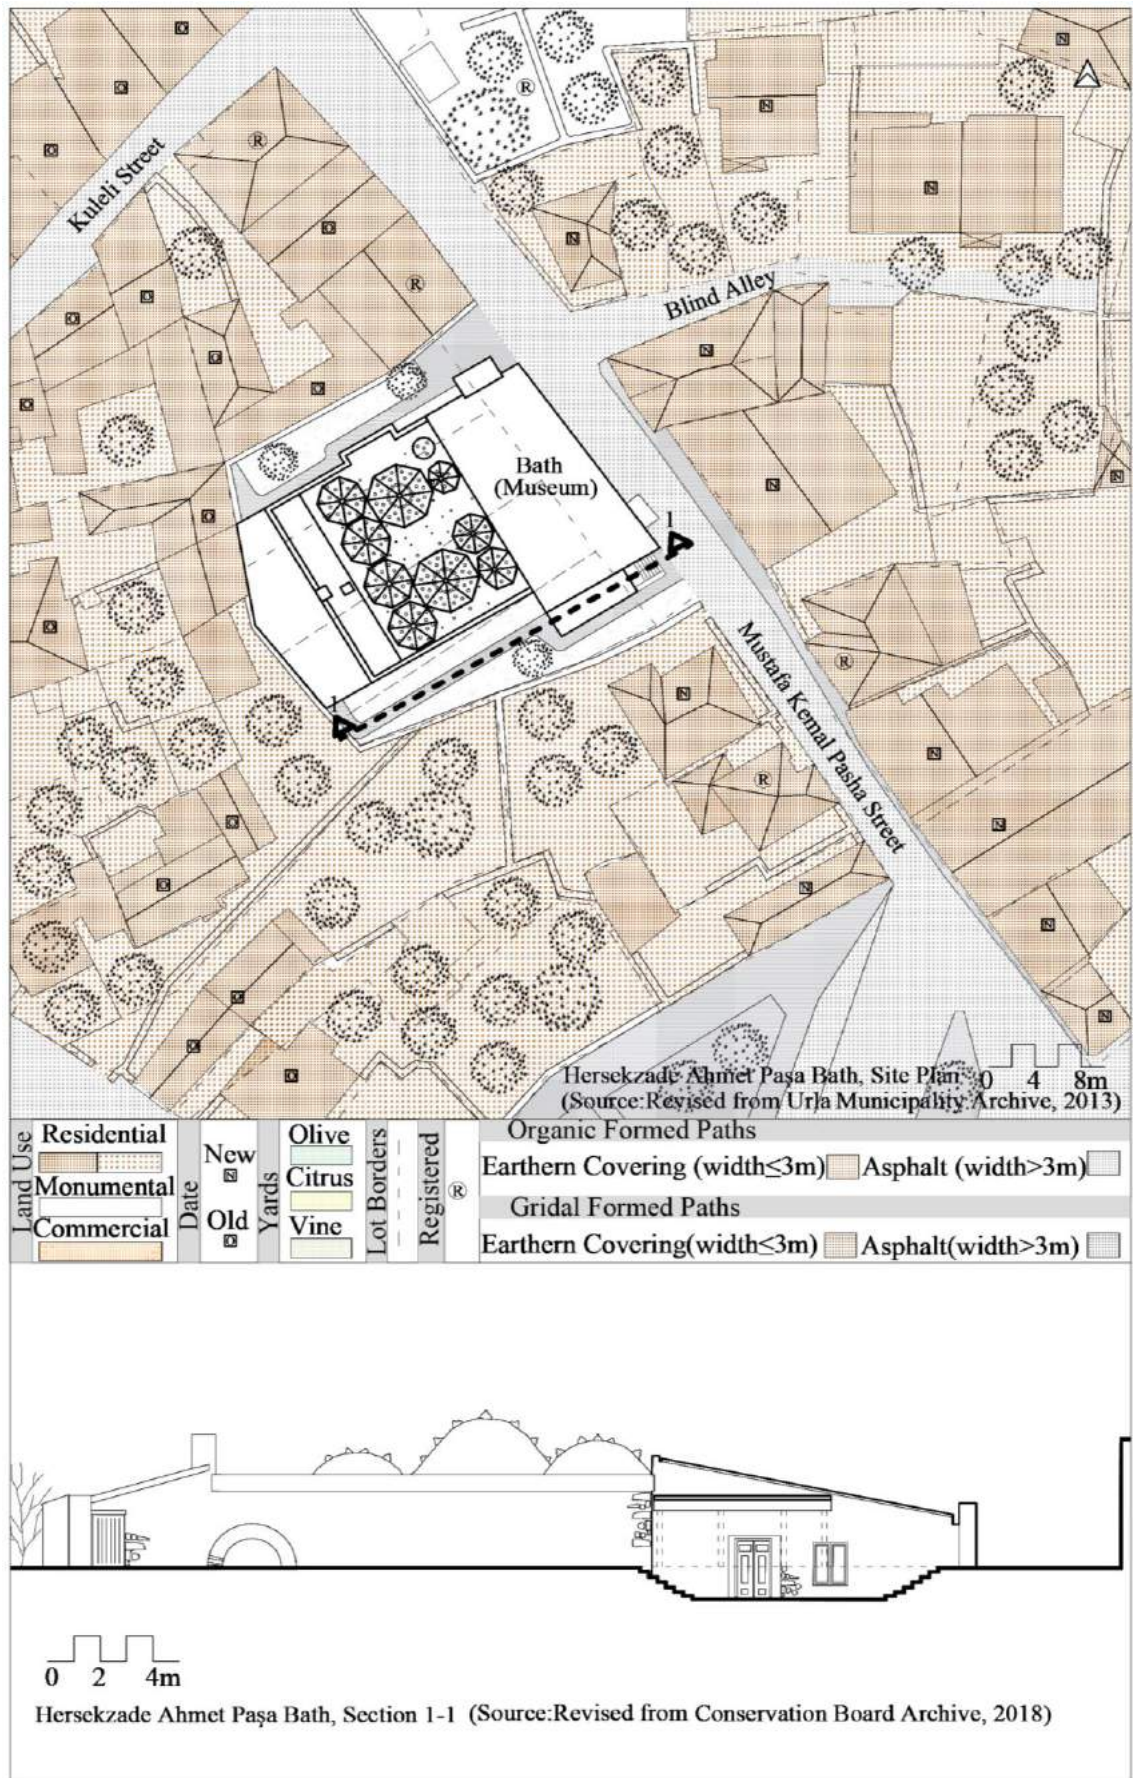 Kuleli Street
Blind Alley
Bath
(Museum)
1
1
Mustafa Kemal Pasha Street
Hersekzade Ahmet Paşa Bath, Site Plan
0 4 8m
(Source:Revised from Urla Municipality Archive, 2013)
Land Use
Residential
Monumental
Commercial
Date
New
N
Old
O
Yards
Olive
Citrus
Vine
Lot Borders
Registered
R
Organic Formed Paths
Earthern Covering (width≤3m) Asphalt (width>3m)
Gridal Formed Paths
Earthern Covering(width≤3m) Asphalt(width>3m)
0 2 4m
Hersekzade Ahmet Paşa Bath, Section 1-1 (Source:Revised from Conservation Board Archive, 2018)